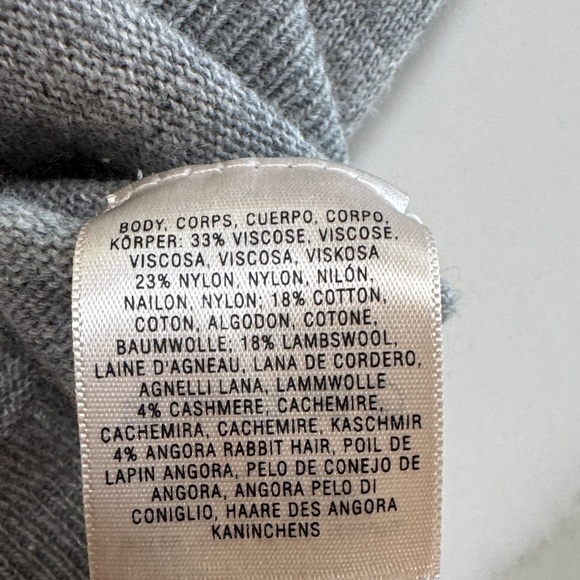 BODY, CORPS, CUERPO, CORPO,
KÖRPER: 33% VISCOSE, VISCOSE,
VISCOSA, VISCOSA, VISKOSA
23% NYLON, NYLON, NILÓN,
NAILON, NYLON; 18% COTTON,
COTON, ALGODON, COTONE,
BAUMWOLLE; 18% LAMBSWOOL,
LAINE D'AGNEAU, LANA DE CORDERO,
AGNELLI LANA, LAMMWOLLE
4% CASHMERE, CACHEMIRE,
CACHEMIRA, CACHEMIRE, KASCHMIR
4% ANGORA RABBIT HAIR, POIL DE
LAPIN ANGORA, PELO DE CONEJO DE
ANGORA, ANGORA PELO DI
CONIGLIO, HAARE DES ANGORA
KANINCHENS